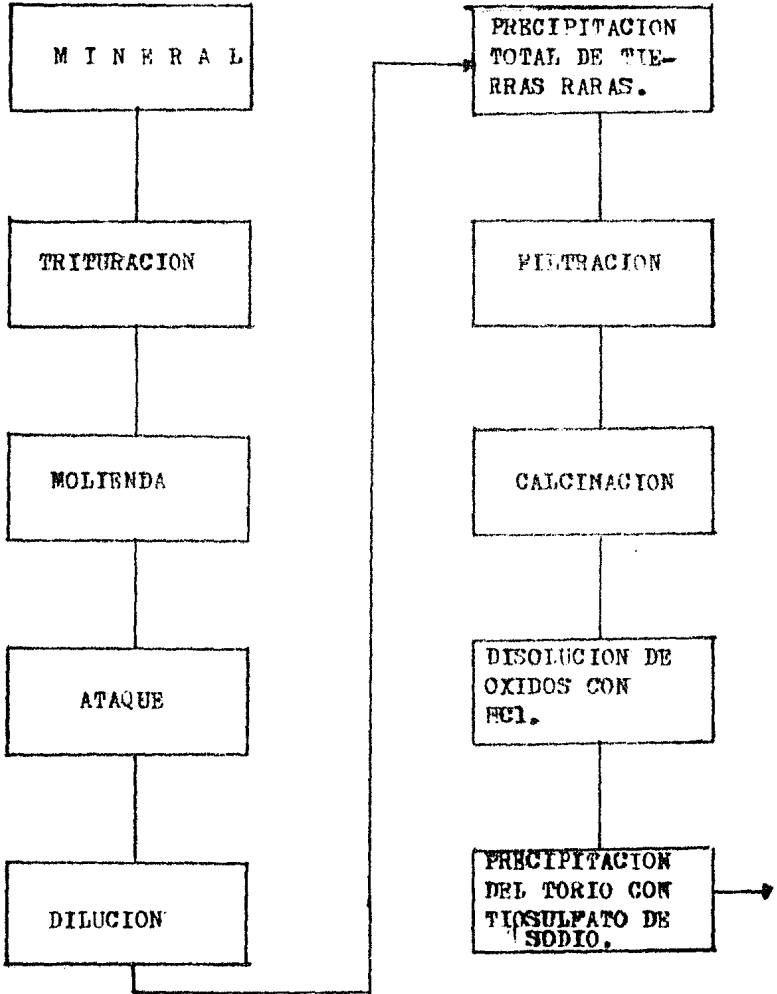 M I N E R A L
TRITURACION
MOLIENDA
ATAQUE
DILUCION
PRECIPITACION
TOTAL DE TIE-
RRAS RARAS.
FILTRACION
CALCINACION
DISOLUCION DE
OXIDOS CON
HCl.
PRECIPITACION
DEL TORIO CON
TIOSULFATO DE
SODIO.